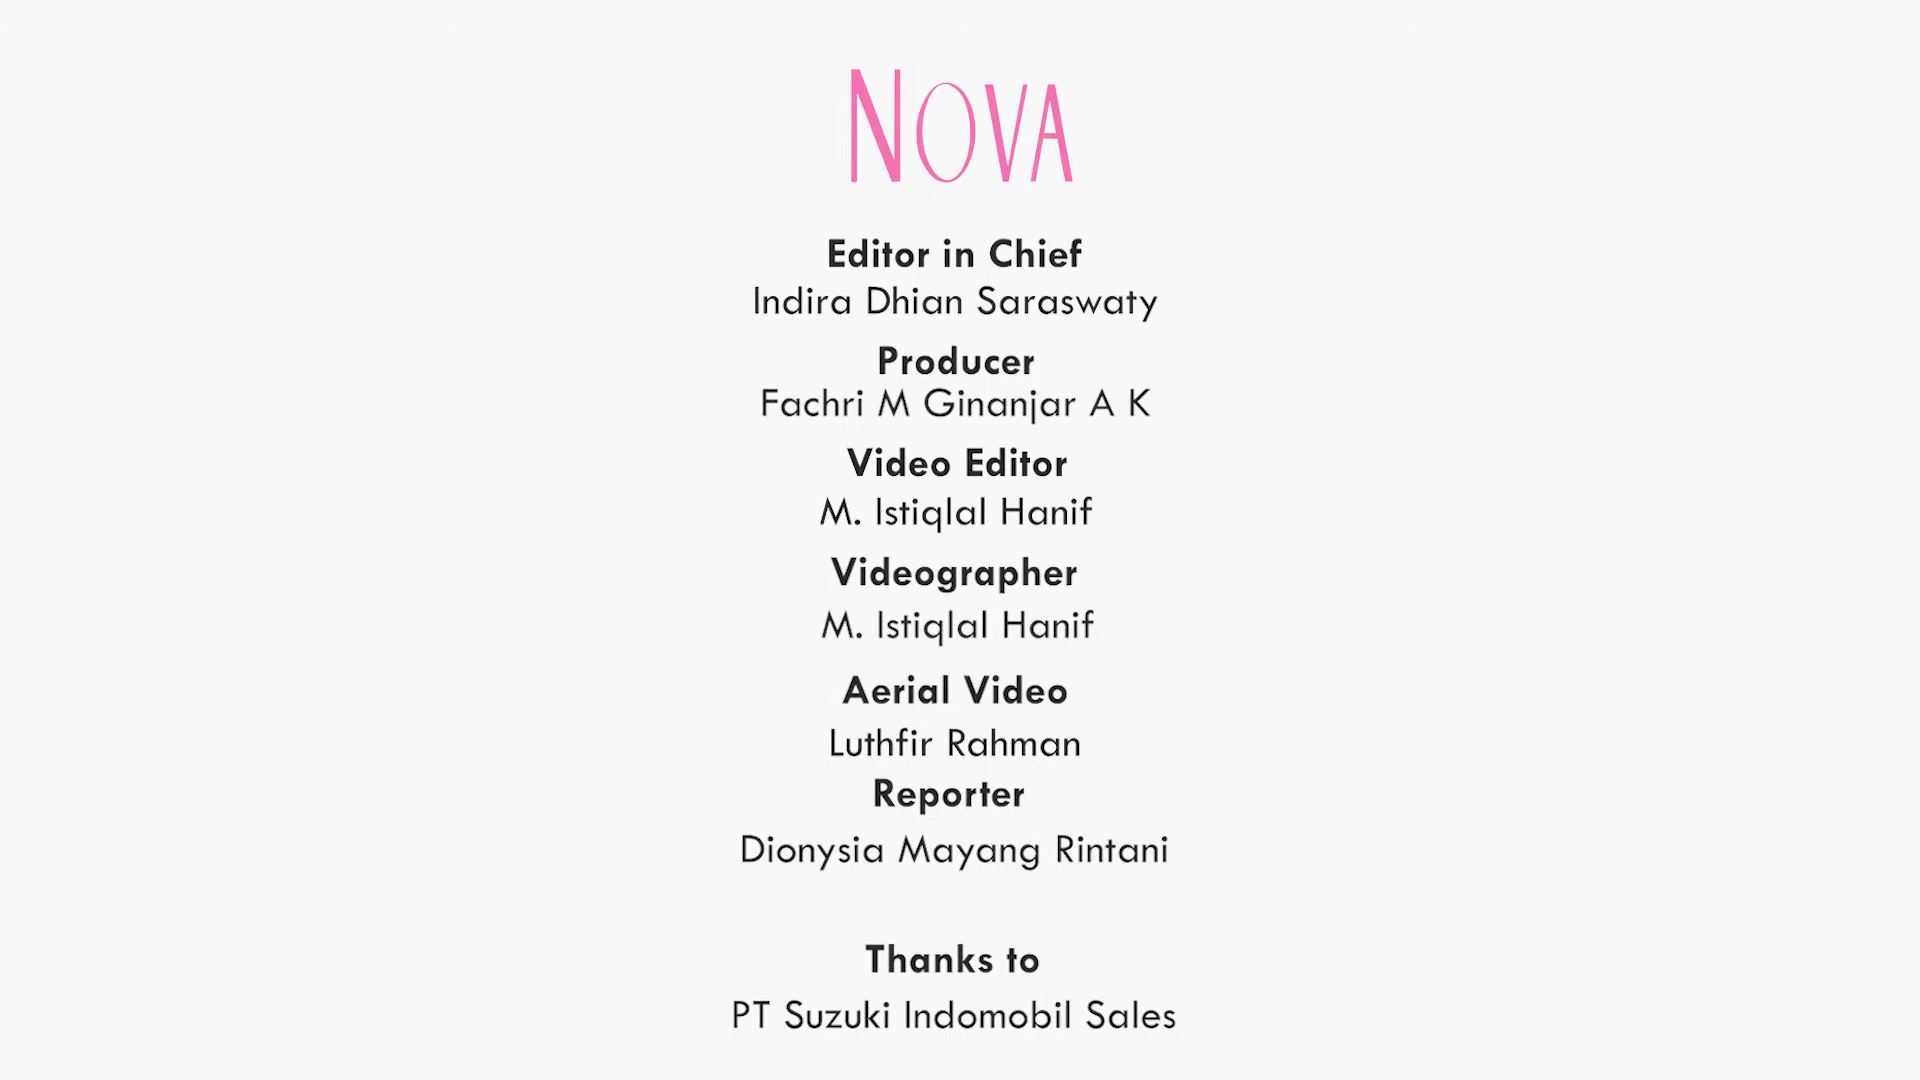 NOVA
Editor in Chief
Indira Dhian Saraswaty
Producer
Fachri M Ginanjar A K
Video Editor
M. Istiqlal Hanif
Videographer
M. Istiqlal Hanif
Aerial Video
Luthfir Rahman
Reporter
Dionysia Mayang Rintani
Thanks to
PT Suzuki Indomobil Sales